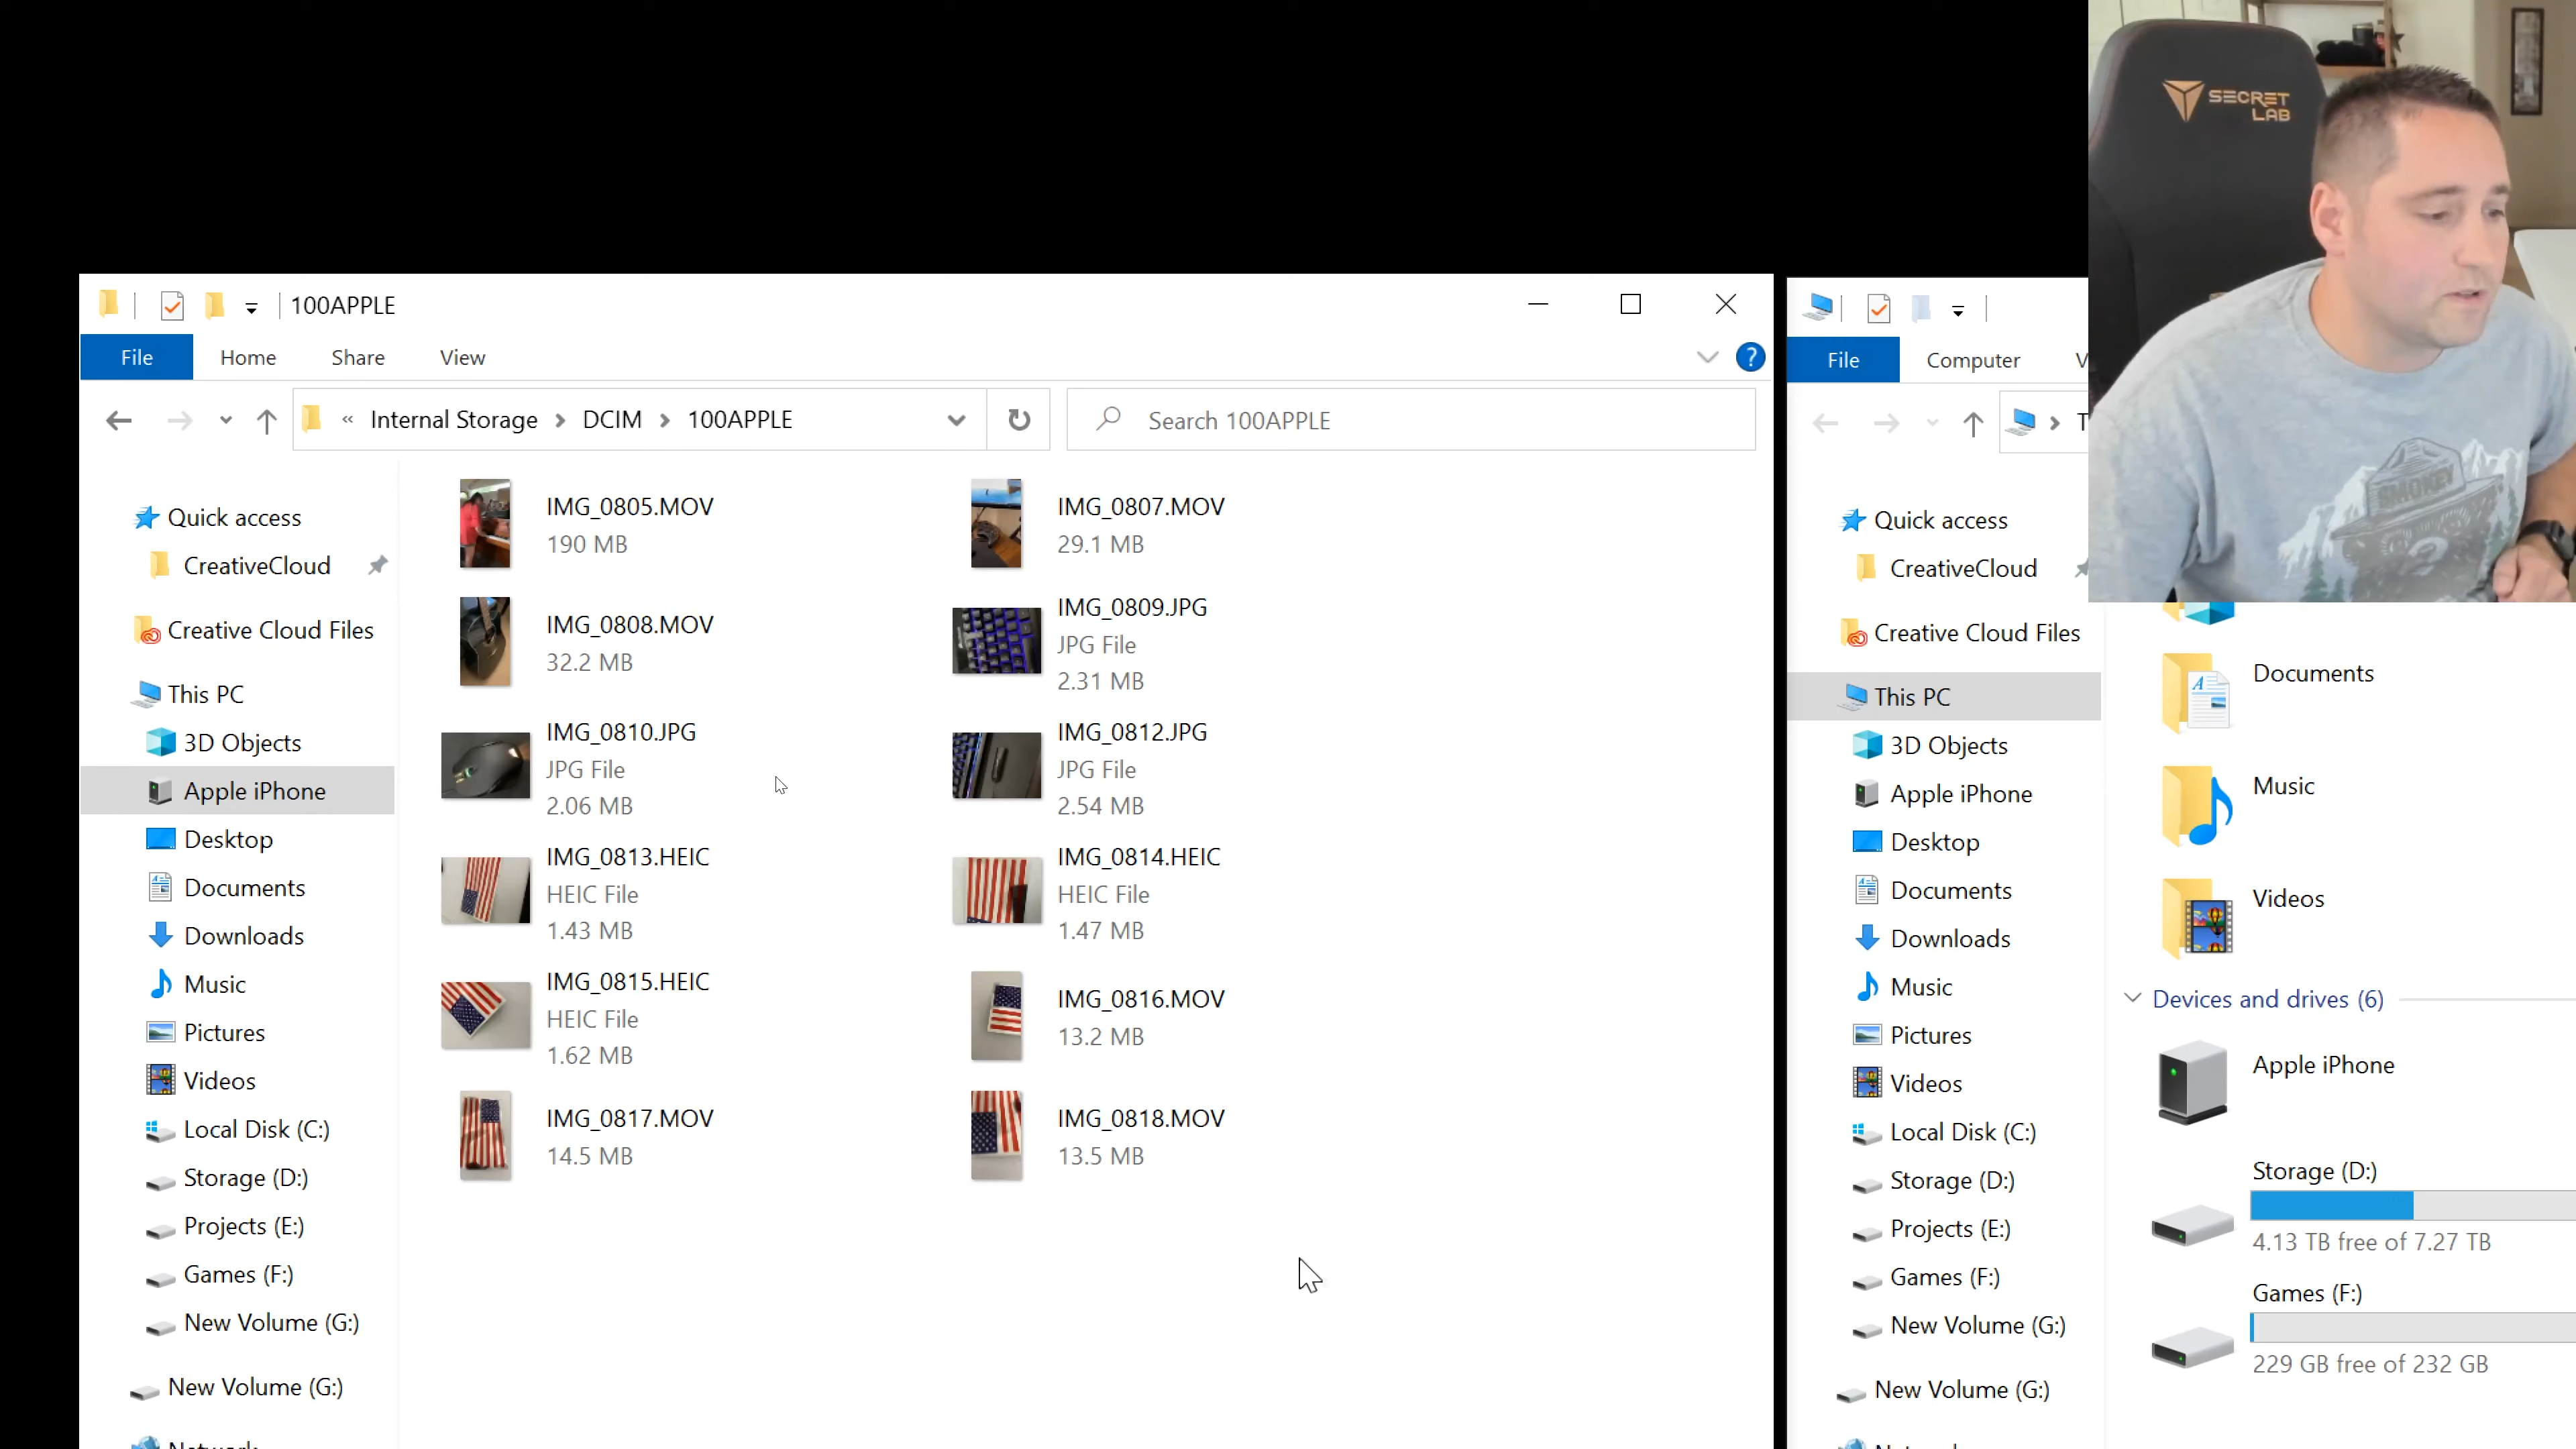 SECRET
LAB
SMOKEY
100APPLE
File Home Share View
?
« Internal Storage > DCIM > 100APPLE
Search 100APPLE
Quick access
CreativeCloud
Creative Cloud Files
This PC
3D Objects
Apple iPhone
Desktop
Documents
Downloads
Music
Pictures
Videos
Local Disk (C:)
Storage (D:)
Projects (E:)
Games (F:)
New Volume (G:)
New Volume (G:)
IMG_0805.MOV
190 MB
IMG_0807.MOV
29.1 MB
IMG_0808.MOV
32.2 MB
IMG_0809.JPG
JPG File
2.31 MB
IMG_0810.JPG
JPG File
2.06 MB
IMG_0812.JPG
JPG File
2.54 MB
IMG_0813.HEIC
HEIC File
1.43 MB
IMG_0814.HEIC
HEIC File
1.47 MB
IMG_0815.HEIC
HEIC File
1.62 MB
IMG_0816.MOV
13.2 MB
IMG_0817.MOV
14.5 MB
IMG_0818.MOV
13.5 MB
File Computer
Quick access
CreativeCloud
Creative Cloud Files
This PC
3D Objects
Apple iPhone
Desktop
Documents
Downloads
Music
Pictures
Videos
Local Disk (C:)
Storage (D:)
Projects (E:)
Games (F:)
New Volume (G:)
New Volume (G:)
Documents
Music
Videos
Devices and drives (6)
Apple iPhone
Storage (D:)
4.13 TB free of 7.27 TB
Games (F:)
229 GB free of 232 GB